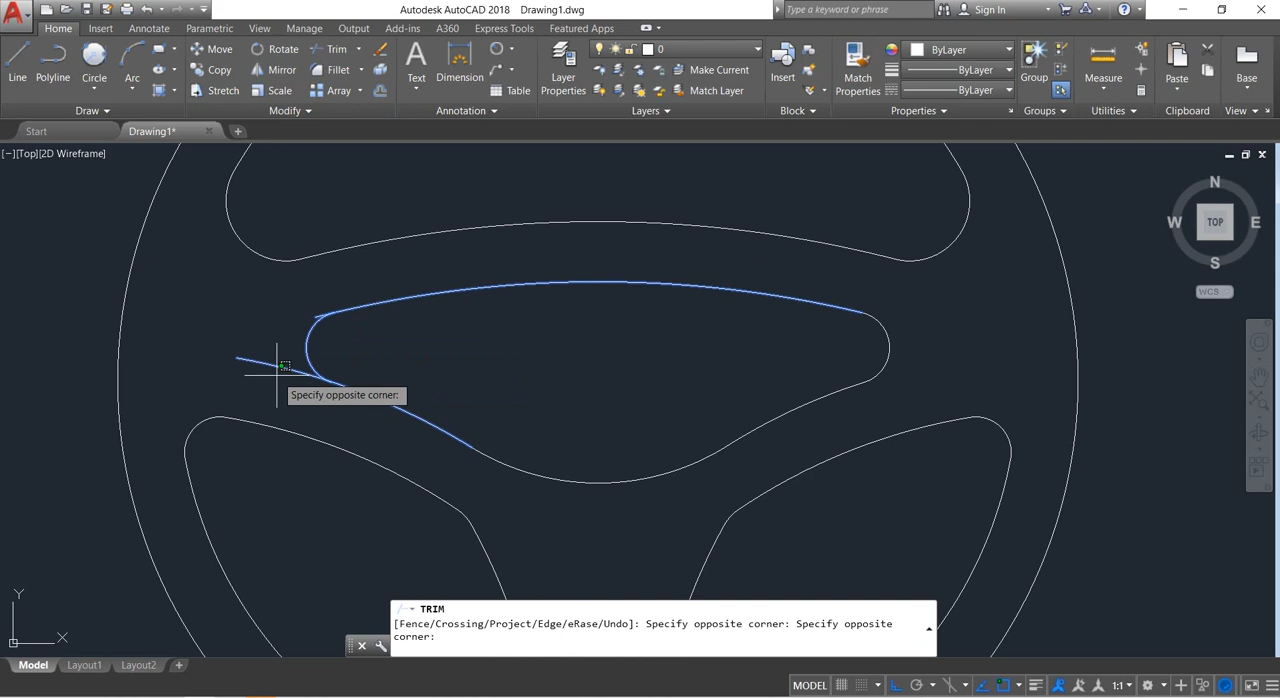 Autodesk AutoCAD 2018 Drawing1.dwg
Type a keyword or phrase
Sign In
Home Insert Annotate Parametric View Manage Output Add-ins A360 Express Tools Featured Apps
Line Polyline Circle Arc
Move Rotate Trim
Copy Mirror Fillet
Stretch Scale Array
Text Dimension Table
Layer Properties
0
Make Current
Match Layer
Insert
Match Properties
ByLayer
ByLayer
ByLayer
Group
Measure
Paste
Base
Draw Modify Annotation Layers Block Properties Groups Utilities Clipboard View
Start Drawing1*
[−][Top][2D Wireframe]
N
W TOP E
S
WCS
Specify opposite corner:
Y
X
TRIM
[Fence/Crossing/Project/Edge/eRase/Undo]: Specify opposite corner: Specify opposite
corner:
Model Layout1 Layout2
MODEL 1:1